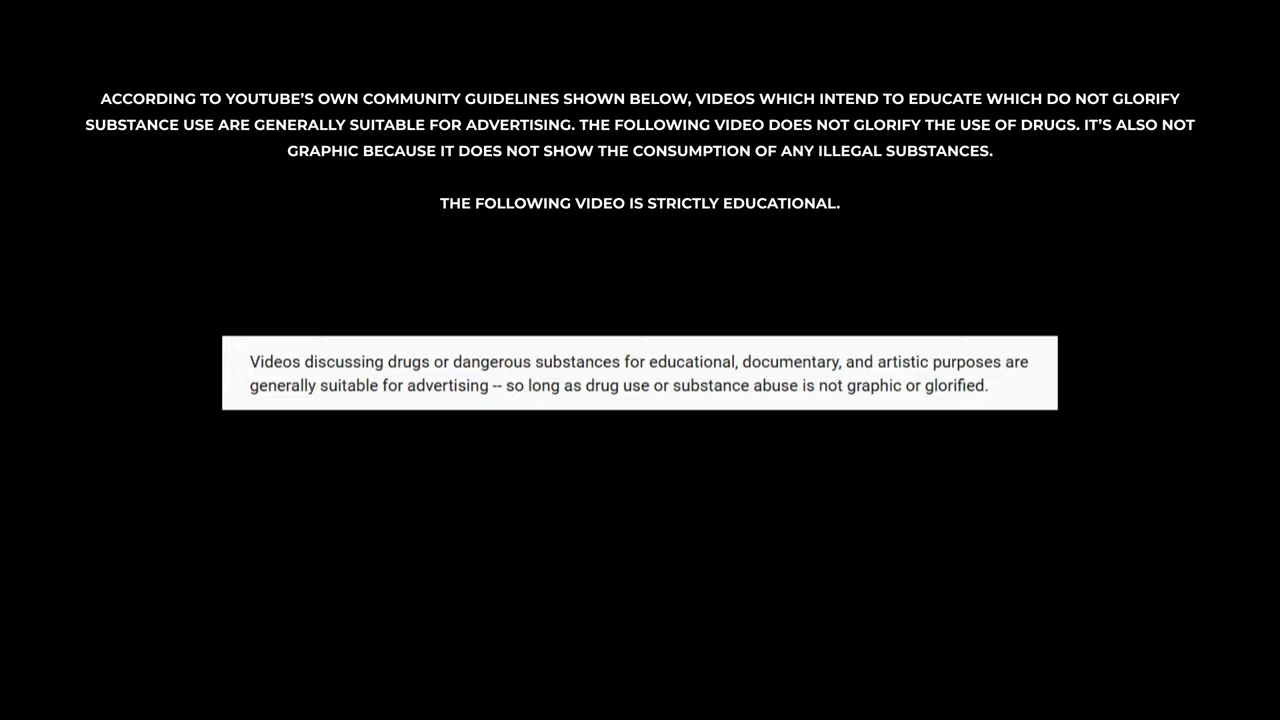 ACCORDING TO YOUTUBE'S OWN COMMUNITY GUIDELINES SHOWN BELOW, VIDEOS WHICH INTEND TO EDUCATE WHICH DO NOT GLORIFY
SUBSTANCE USE ARE GENERALLY SUITABLE FOR ADVERTISING. THE FOLLOWING VIDEO DOES NOT GLORIFY THE USE OF DRUGS. IT'S ALSO NOT
GRAPHIC BECAUSE IT DOES NOT SHOW THE CONSUMPTION OF ANY ILLEGAL SUBSTANCES.
THE FOLLOWING VIDEO IS STRICTLY EDUCATIONAL.
Videos discussing drugs or dangerous substances for educational, documentary, and artistic purposes are
generally suitable for advertising -- so long as drug use or substance abuse is not graphic or glorified.